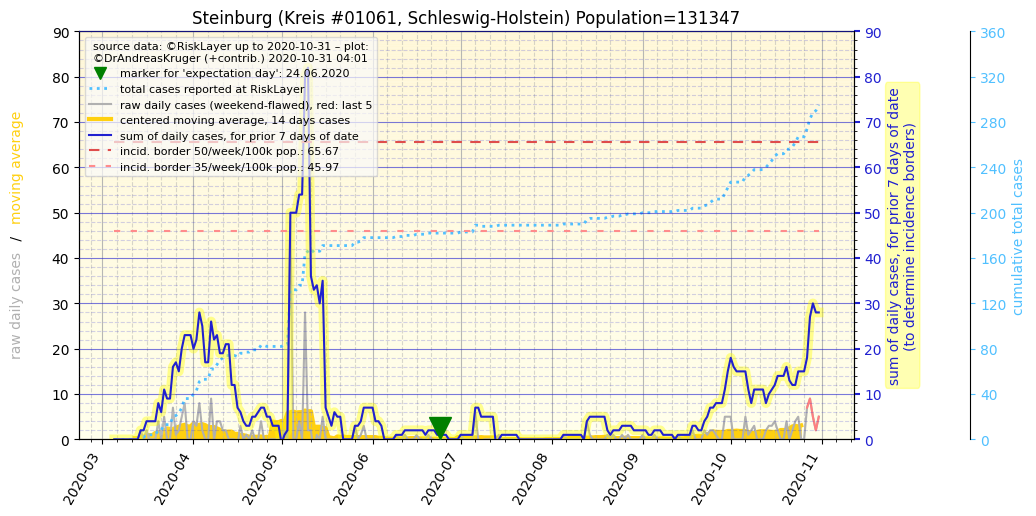 Steinburg (Kreis #01061, Schleswig-Holstein) Population=131347
source data: ©RiskLayer up to 2020-10-31 – plot:
©DrAndreasKruger (+contrib.) 2020-10-31 04:01
marker for 'expectation day': 24.06.2020
total cases reported at RiskLayer
raw daily cases (weekend-flawed), red: last 5
centered moving average, 14 days cases
sum of daily cases, for prior 7 days of date
incid. border 50/week/100k pop.: 65.67
incid. border 35/week/100k pop.: 45.97
raw daily cases / moving average
90
80
70
60
50
40
30
20
10
0
90
80
70
60
50
40
30
20
10
0
sum of daily cases, for prior 7 days of date
(to determine incidence borders)
360
320
280
240
200
160
120
80
40
0
cumulative total cases
2020-03
2020-04
2020-05
2020-06
2020-07
2020-08
2020-09
2020-10
2020-11